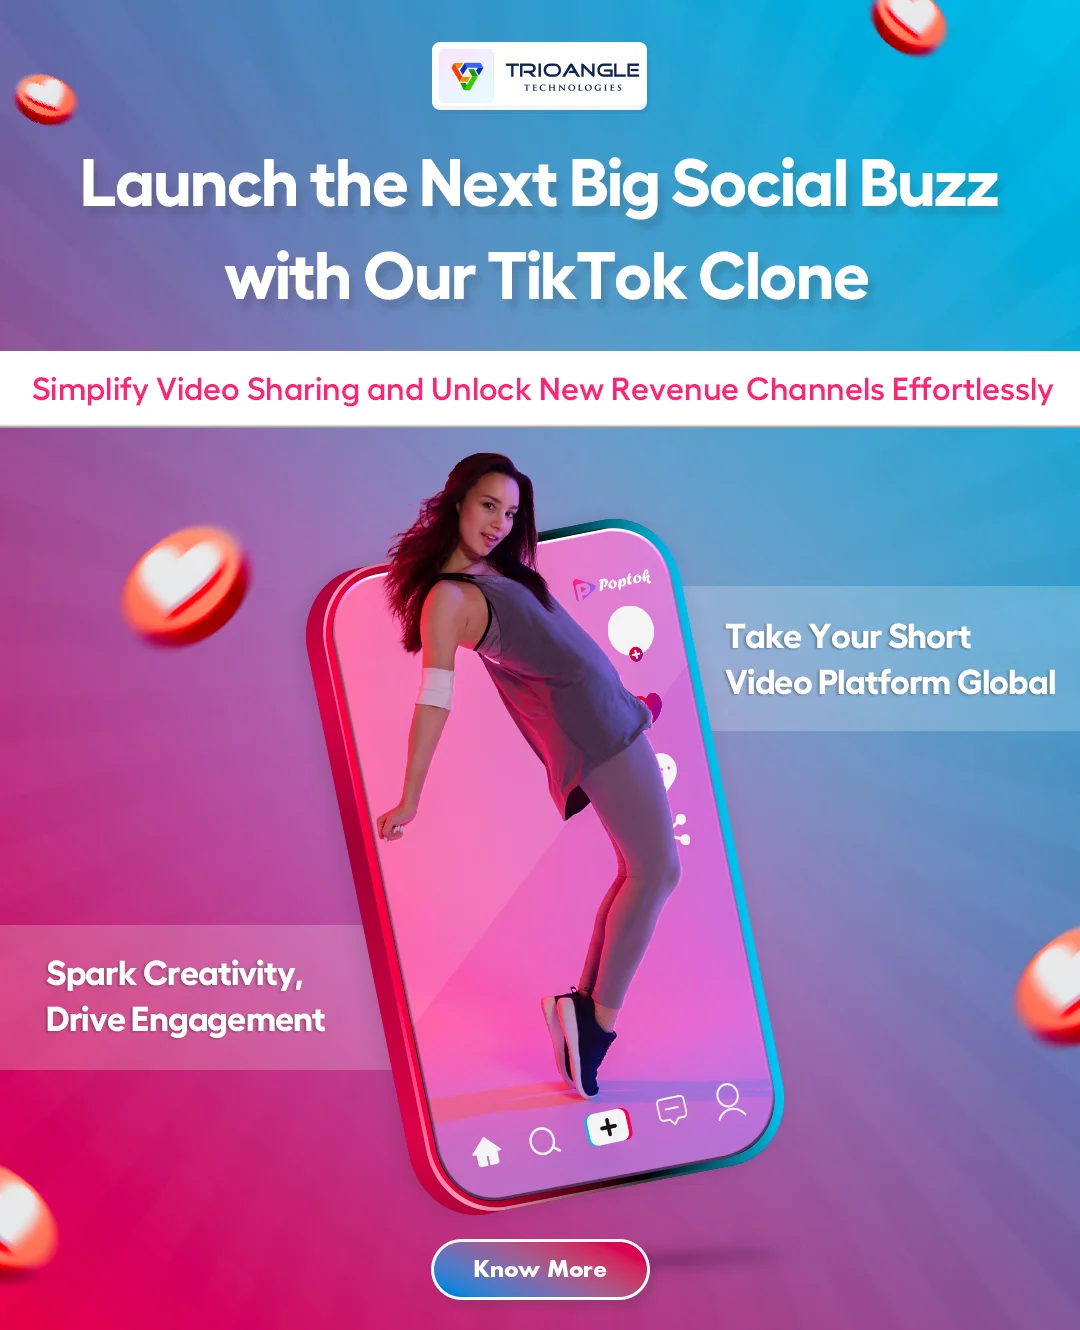 TRIOANGLE
TECHNOLOGIES
Launch the Next Big Social Buzz
with Our TikTok Clone
Simplify Video Sharing and Unlock New Revenue Channels Effortlessly
Poptok
Take Your Short
Video Platform Global
Spark Creativity,
Drive Engagement
Know More